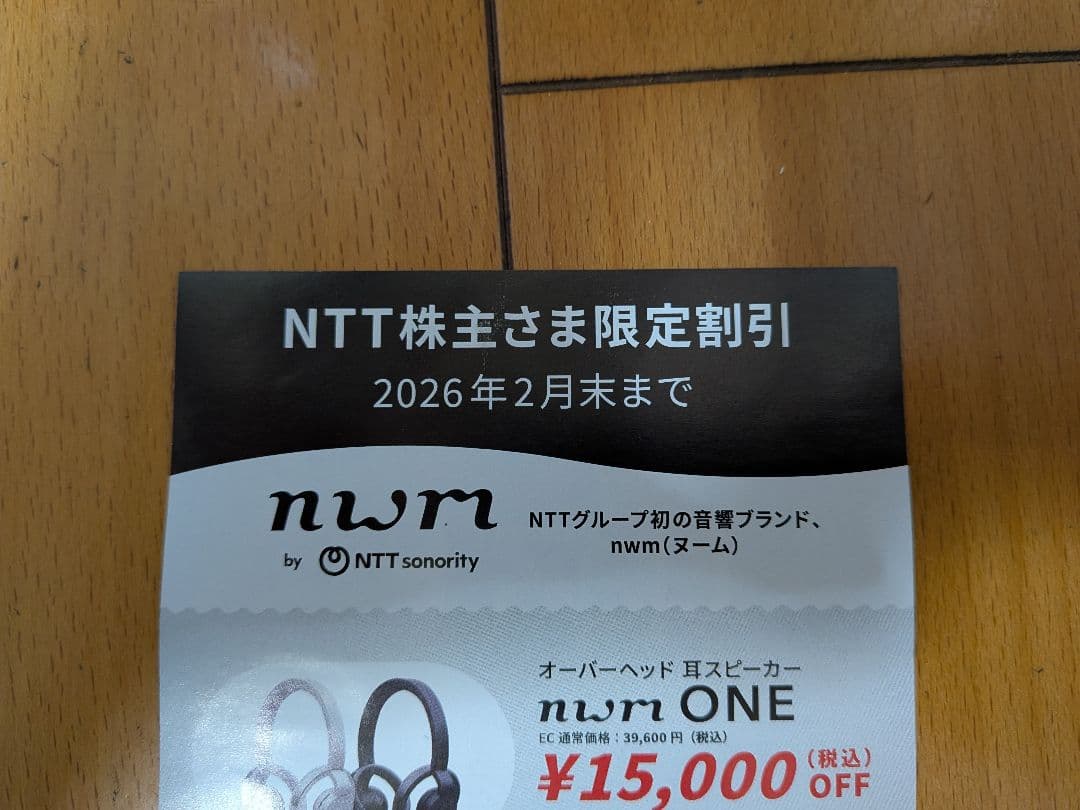 NTT株主さま限定割引
2026年2月末まで
nwm
by NTT sonority
NTTグループ初の音響ブランド、
nwm(ヌーム)
オーバーヘッド 耳スピーカー
nwm ONE
EC 通常価格：39,600円（税込）
¥15,000（税込）OFF